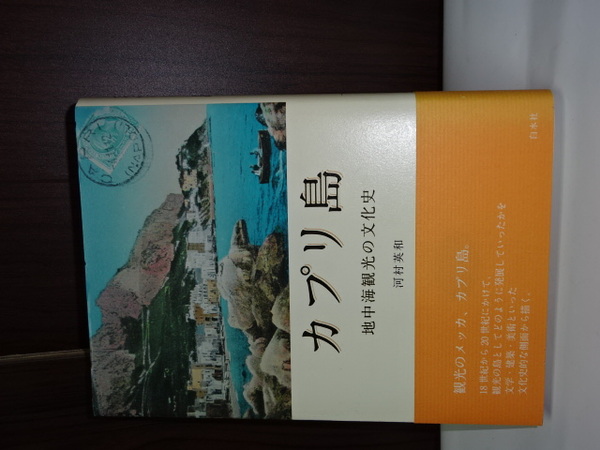 カプリ島
地中海観光の文化史
河村英和
観光のメッカ、カプリ島。
18世紀から20世紀にかけて、
観光の島としてどのように発展していったかを
文学・建築・美術といった
文化史的な側面から描く。
白水社